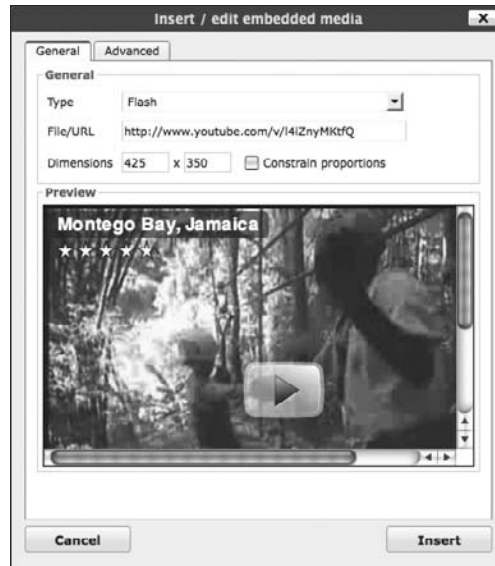 Insert / edit embedded media X
General Advanced
General
Type Flash
File/URL http://www.youtube.com/v/l4iZnyMKtfQ
Dimensions 425 x 350 Constrain proportions
Preview
Montego Bay, Jamaica
Cancel Insert